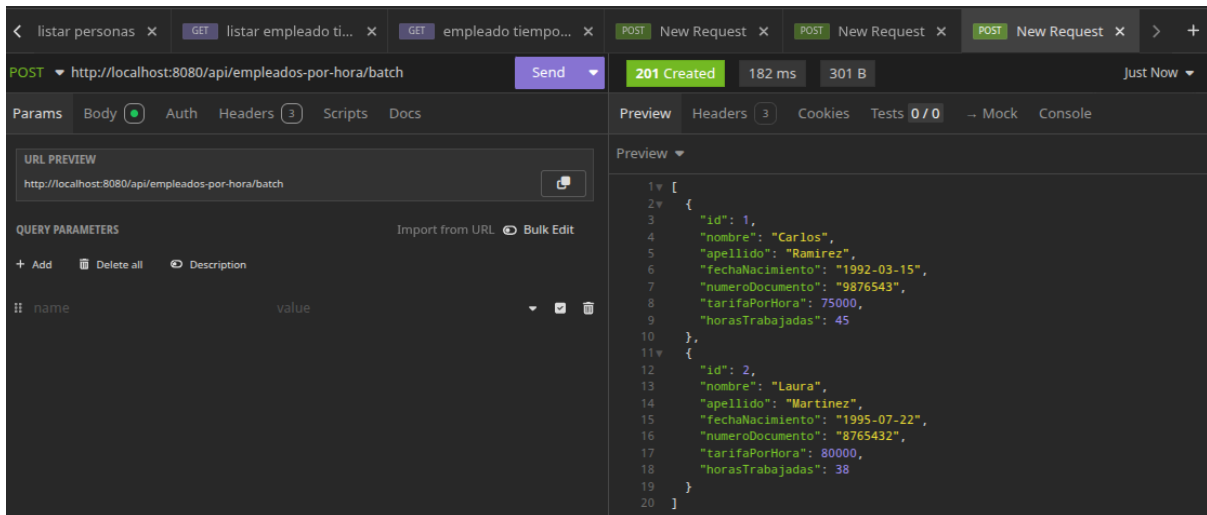 listar personas × GET listar empleado ti... × GET empleado tiempo... × POST New Request × POST New Request × POST New Request × +
POST http://localhost:8080/api/empleados-por-hora/batch Send
201 Created 182 ms 301 B Just Now
Params Body Auth Headers 3 Scripts Docs
URL PREVIEW
http://localhost:8080/api/empleados-por-hora/batch
QUERY PARAMETERS Import from URL Bulk Edit
+ Add Delete all Description
name value
Preview Headers 3 Cookies Tests 0 / 0 → Mock Console
Preview
1 [
2 {
3 "id": 1,
4 "nombre": "Carlos",
5 "apellido": "Ramirez",
6 "fechaNacimiento": "1992-03-15",
7 "numeroDocumento": "9876543",
8 "tarifaPorHora": 75000,
9 "horasTrabajadas": 45
10 },
11 {
12 "id": 2,
13 "nombre": "Laura",
14 "apellido": "Martinez",
15 "fechaNacimiento": "1995-07-22",
16 "numeroDocumento": "8765432",
17 "tarifaPorHora": 80000,
18 "horasTrabajadas": 38
19 }
20 ]